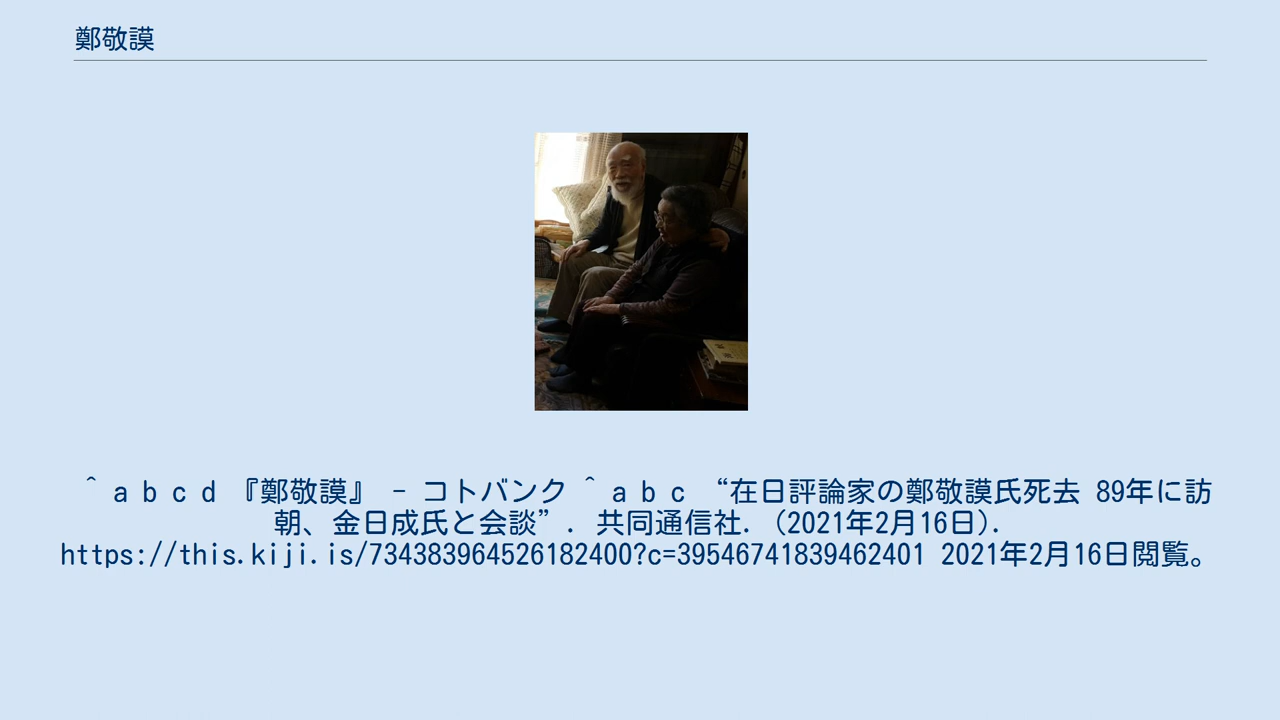 鄭敬謨
^ a b c d 『鄭敬謨』 - コトバンク ^ a b c “在日評論家の鄭敬謨氏死去 89年に訪
朝、金日成氏と会談”. 共同通信社. (2021年2月16日).
https://this.kiji.is/734383964526182400?c=39546741839462401 2021年2月16日閲覧。